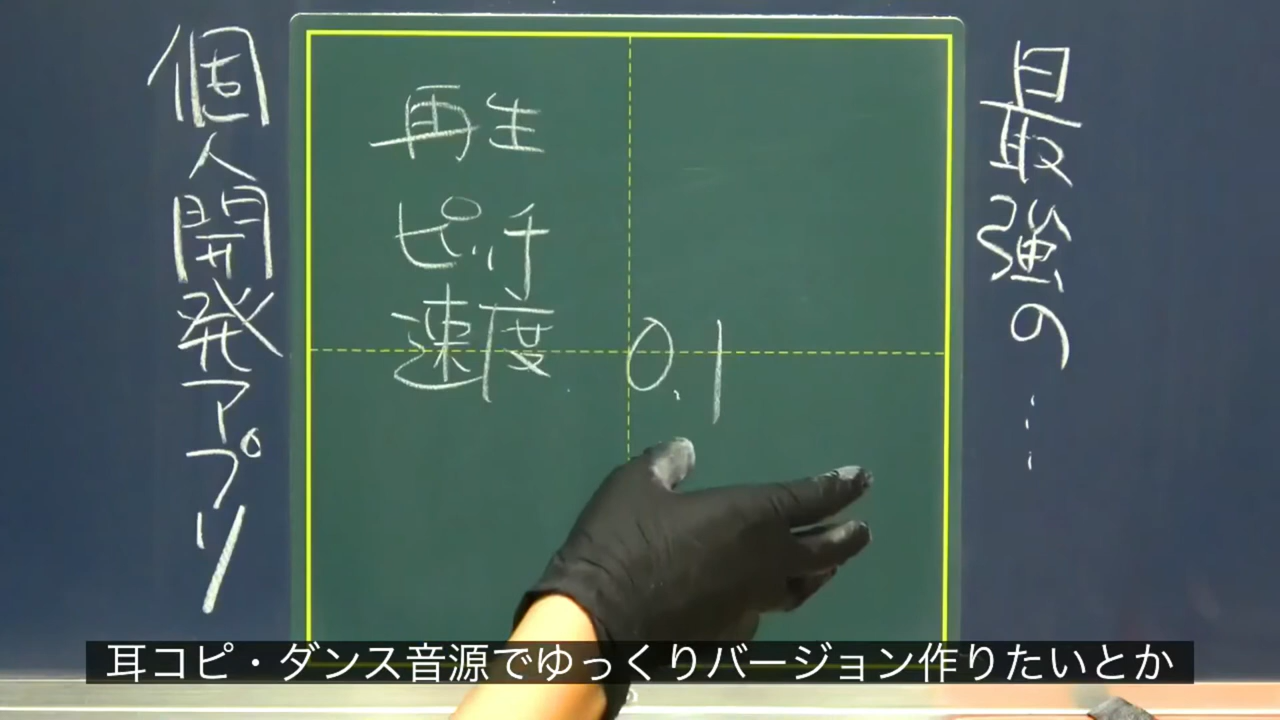 最強の…
再生
ピッチ
速度 0.1
個人開発アプリ
耳コピ・ダンス音源でゆっくりバージョン作りたいとか